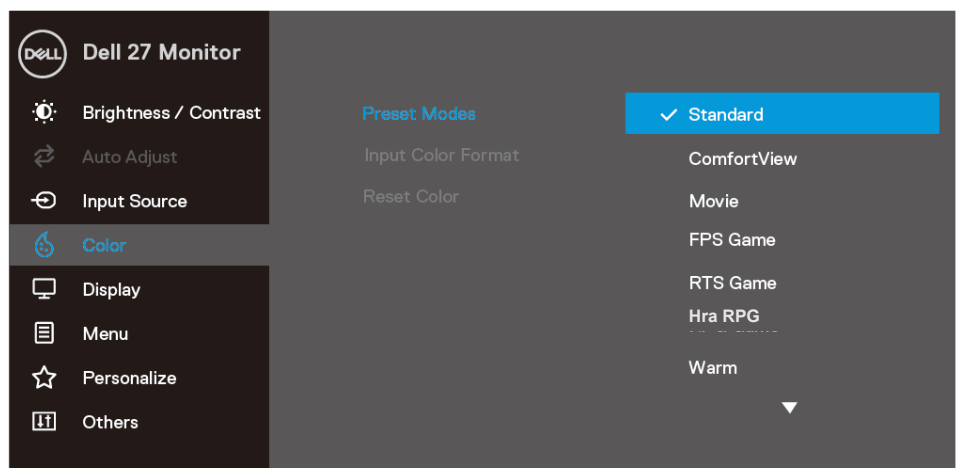 DELL
Dell 27 Monitor
Brightness / Contrast
Auto Adjust
Input Source
Color
Display
Menu
Personalize
Others
Preset Modes
Input Color Format
Reset Color
Standard
ComfortView
Movie
FPS Game
RTS Game
Hra RPG
Warm